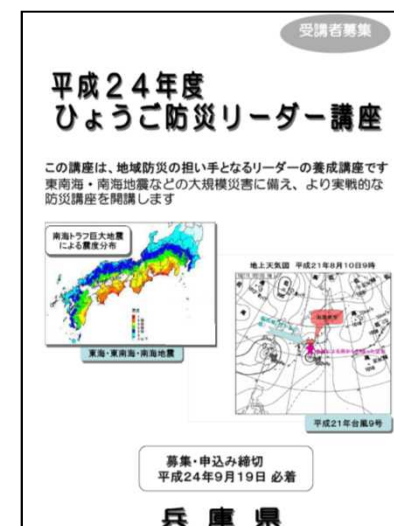 受講者募集
平成24年度
ひょうご防災リーダー講座
この講座は、地域防災の担い手となるリーダーの養成講座です
東南海・南海地震などの大規模災害に備え、より実戦的な
防災講座を開講します
南海トラフ巨大地震
による震度分布
東海・東南海・南海地震
地上天気図 平成21年8月10日9時
平成21年台風9号
募集・申込み締切
平成24年9月19日 必着
兵庫県